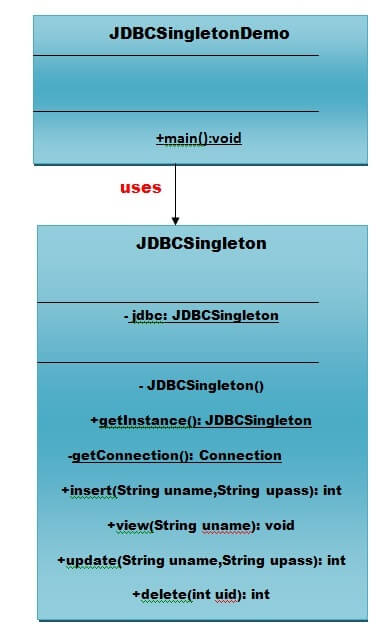 JDBCSingletonDemo
+main():void
uses
JDBCSingleton
- jdbc: JDBCSingleton
- JDBCSingleton()
+getInstance(): JDBCSingleton
-getConnection(): Connection
+insert(String uname,String upass): int
+view(String uname): void
+update(String uname,String upass): int
+delete(int uid): int